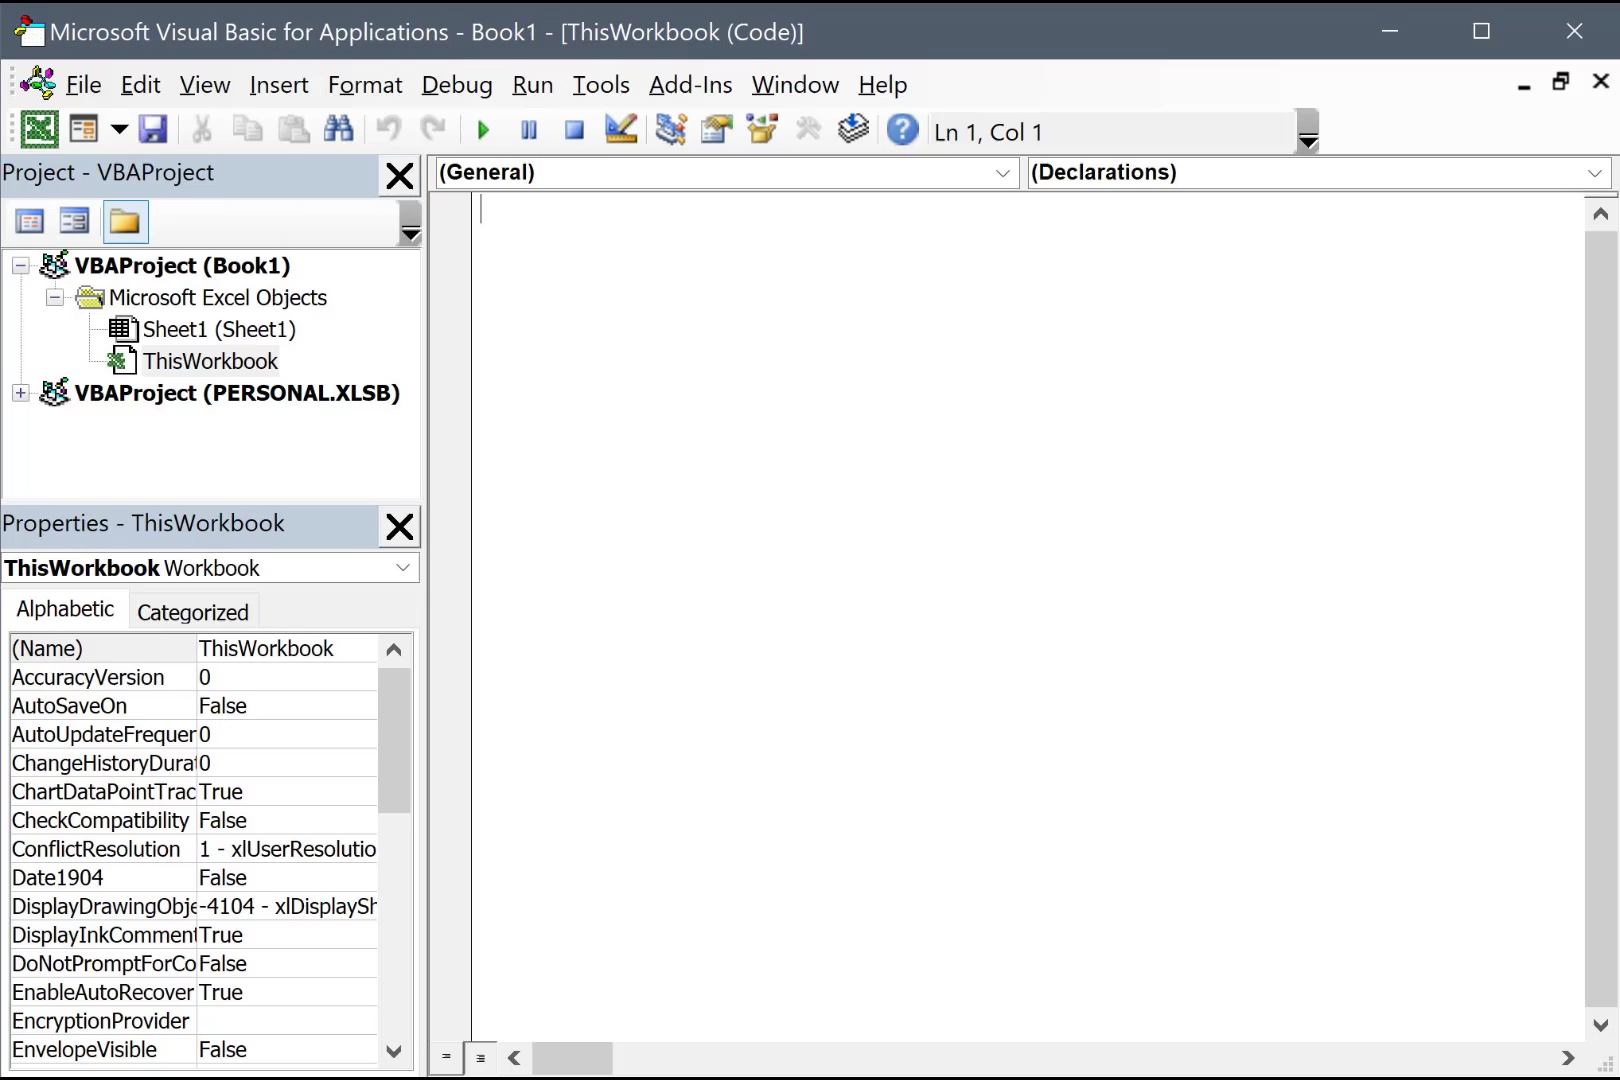 Microsoft Visual Basic for Applications - Book1 - [ThisWorkbook (Code)]
File Edit View Insert Format Debug Run Tools Add-Ins Window Help
Ln 1, Col 1
Project - VBAProject
(General)
(Declarations)
VBAProject (Book1)
Microsoft Excel Objects
Sheet1 (Sheet1)
ThisWorkbook
VBAProject (PERSONAL.XLSB)
Properties - ThisWorkbook
ThisWorkbook Workbook
Alphabetic Categorized
(Name) ThisWorkbook
AccuracyVersion 0
AutoSaveOn False
AutoUpdateFrequer 0
ChangeHistoryDurat 0
ChartDataPointTrac True
CheckCompatibility False
ConflictResolution 1 - xlUserResolutio
Date1904 False
DisplayDrawingObje -4104 - xlDisplaySh
DisplayInkComment True
DoNotPromptForCo False
EnableAutoRecover True
EncryptionProvider
EnvelopeVisible False